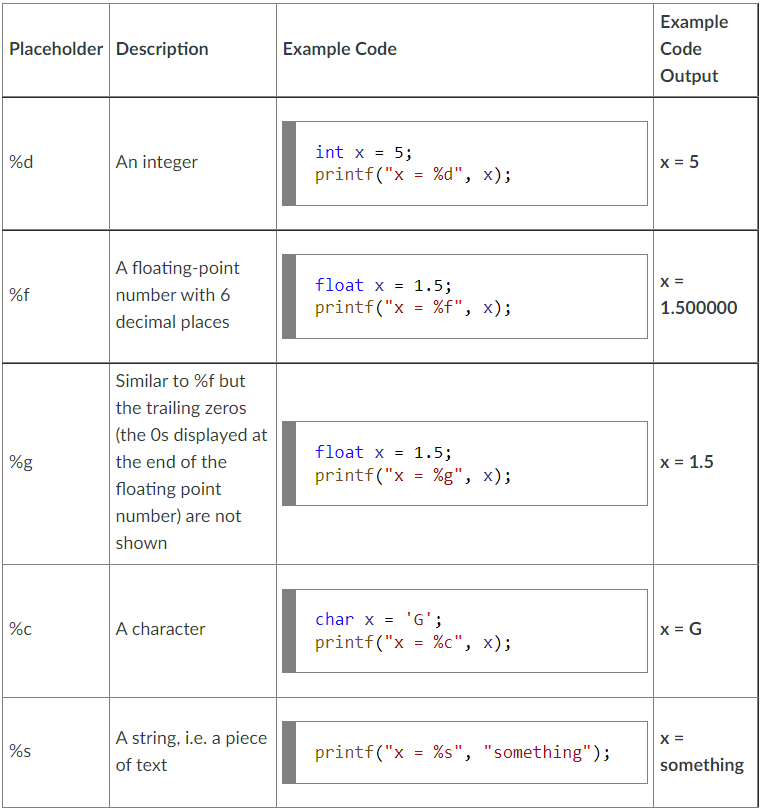 Placeholder Description Example Code Example
Code
Output
%d An integer int x = 5;
printf("x = %d", x); x = 5
%f A floating-point
number with 6
decimal places float x = 1.5;
printf("x = %f", x); x =
1.500000
%g Similar to %f but
the trailing zeros
(the 0s displayed at
the end of the
floating point
number) are not
shown float x = 1.5;
printf("x = %g", x); x = 1.5
%c A character char x = 'G';
printf("x = %c", x); x = G
%s A string, i.e. a piece
of text printf("x = %s", "something"); x =
something